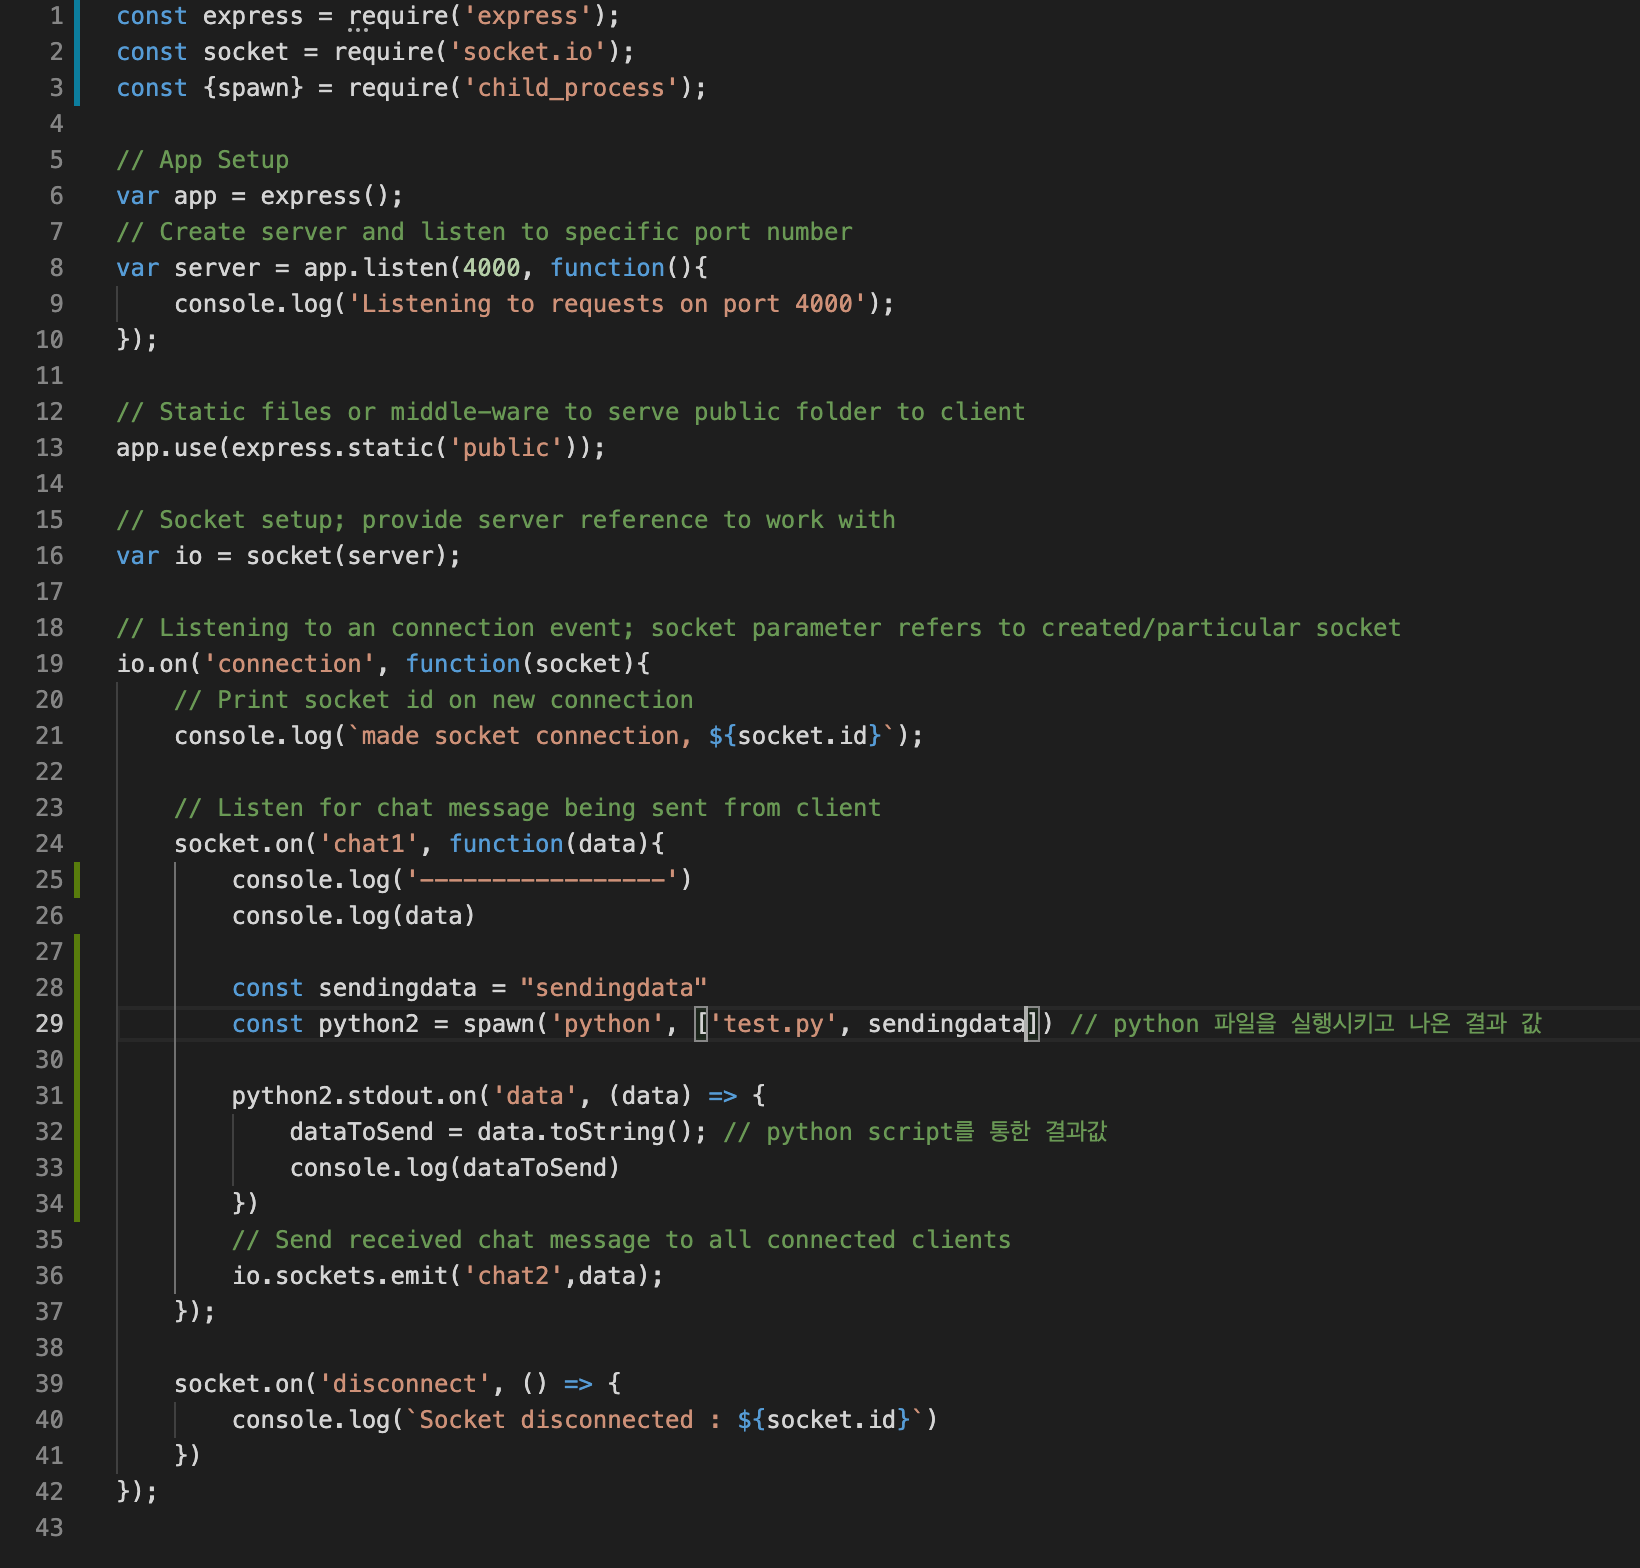 1 const express = require('express');
2 const socket = require('socket.io');
3 const {spawn} = require('child_process');
4
5 // App Setup
6 var app = express();
7 // Create server and listen to specific port number
8 var server = app.listen(4000, function(){
9     console.log('Listening to requests on port 4000');
10 });
11
12 // Static files or middle-ware to serve public folder to client
13 app.use(express.static('public'));
14
15 // Socket setup; provide server reference to work with
16 var io = socket(server);
17
18 // Listening to an connection event; socket parameter refers to created/particular socket
19 io.on('connection', function(socket){
20     // Print socket id on new connection
21     console.log(`made socket connection, ${socket.id}`);
22
23     // Listen for chat message being sent from client
24     socket.on('chat1', function(data){
25         console.log('-----------------')
26         console.log(data)
27
28         const sendingdata = "sendingdata"
29         const python2 = spawn('python', ['test.py', sendingdata]) // python 파일을 실행시키고 나온 결과 값
30
31         python2.stdout.on('data', (data) => {
32             dataToSend = data.toString(); // python script를 통한 결과값
33             console.log(dataToSend)
34         })
35         // Send received chat message to all connected clients
36         io.sockets.emit('chat2',data);
37     });
38
39     socket.on('disconnect', () => {
40         console.log(`Socket disconnected : ${socket.id}`)
41     })
42 });
43